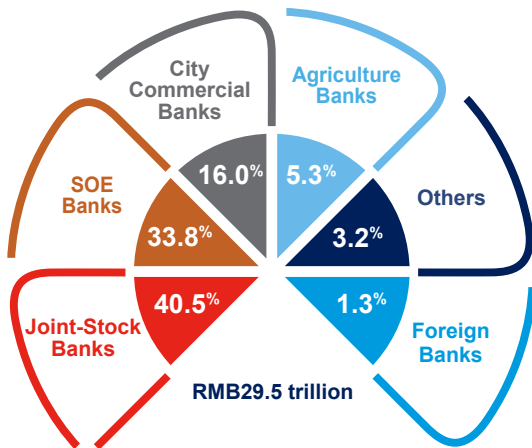 City
Commercial
Banks
Agriculture
Banks
16.0%
5.3%
SOE
Banks
Others
33.8%
3.2%
40.5%
1.3%
Joint-Stock
Banks
Foreign
Banks
RMB29.5 trillion